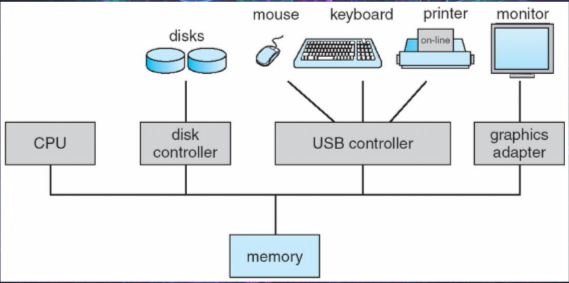 mouse
keyboard
printer
monitor
disks
on-line
CPU
disk
controller
USB controller
graphics
adapter
memory